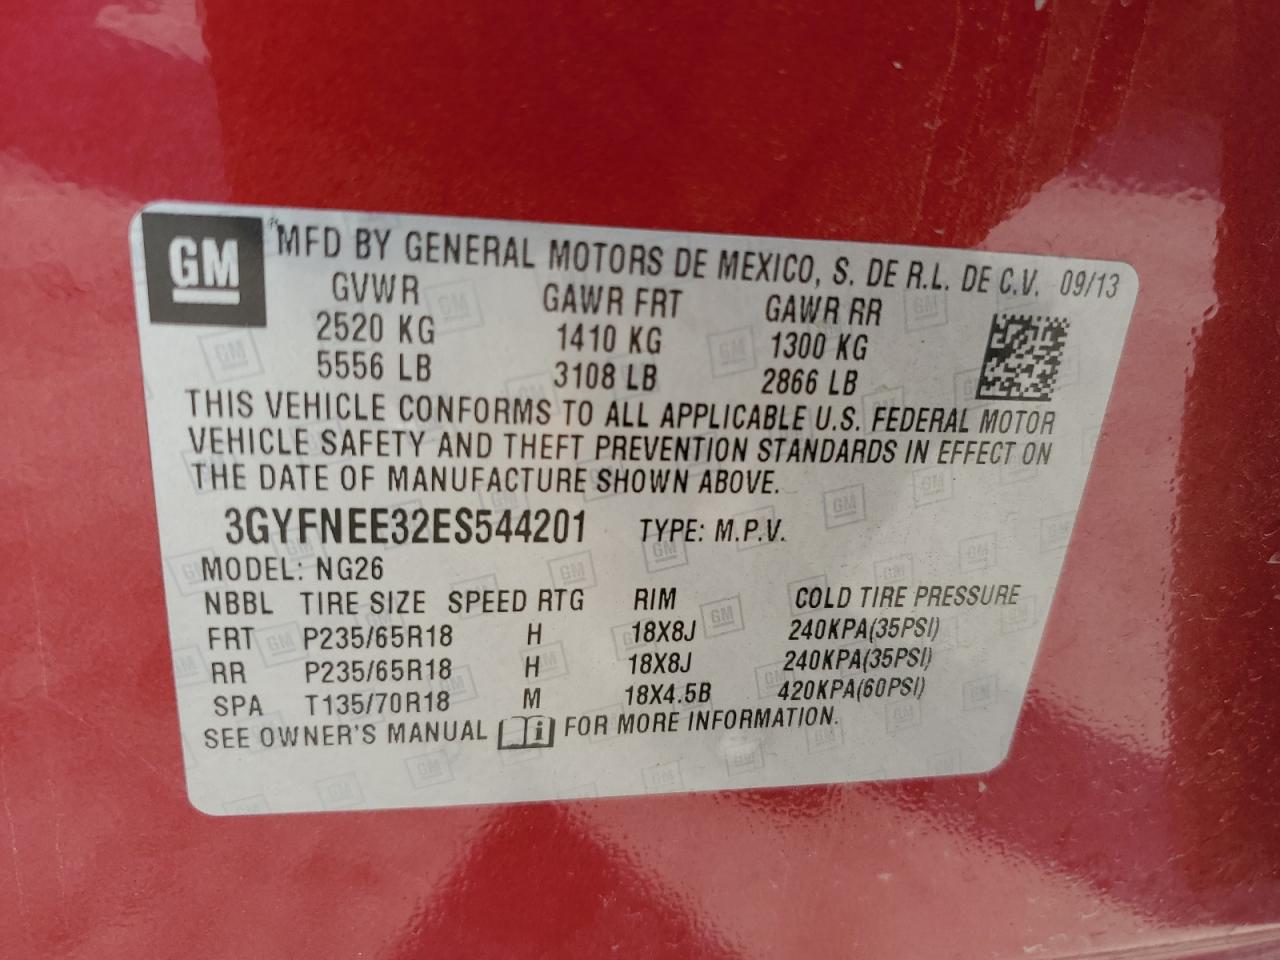 GM MFD BY GENERAL MOTORS DE MEXICO, S. DE R.L. DE C.V. 09/13
GVWR GAWR FRT GAWR RR
2520 KG 1410 KG 1300 KG
5556 LB 3108 LB 2866 LB
THIS VEHICLE CONFORMS TO ALL APPLICABLE U.S. FEDERAL MOTOR
VEHICLE SAFETY AND THEFT PREVENTION STANDARDS IN EFFECT ON
THE DATE OF MANUFACTURE SHOWN ABOVE.
3GYFNEE32ES544201 TYPE: M.P.V.
MODEL: NG26
NBBL TIRE SIZE SPEED RTG RIM COLD TIRE PRESSURE
FRT P235/65R18 H 18X8J 240KPA(35PSI)
RR P235/65R18 H 18X8J 240KPA(35PSI)
SPA T135/70R18 M 18X4.5B 420KPA(60PSI)
SEE OWNER'S MANUAL i FOR MORE INFORMATION.